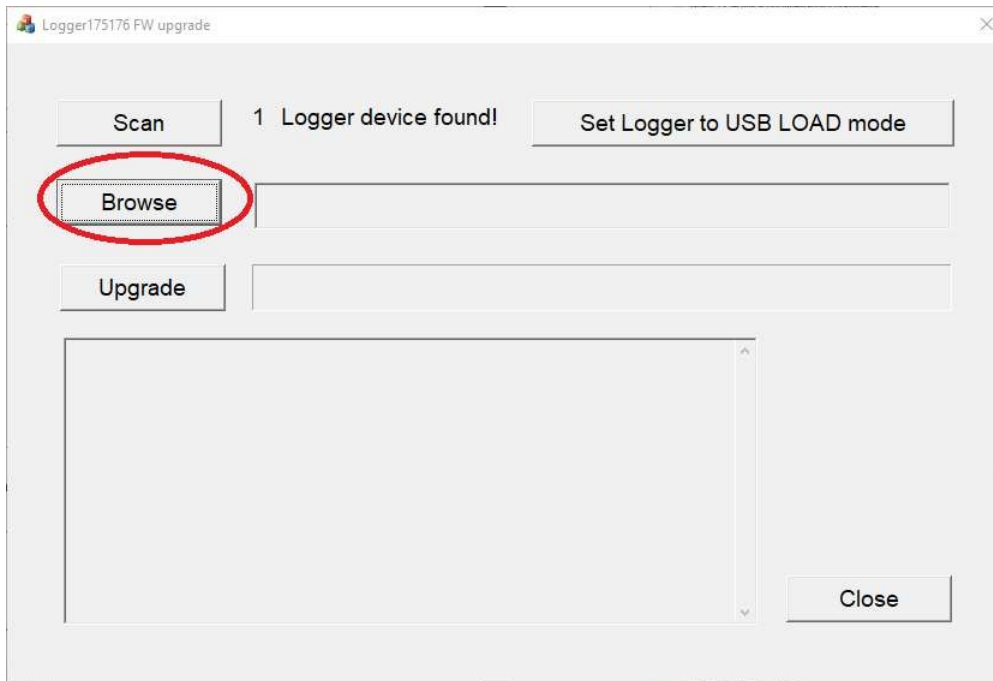 Logger175176 FW upgrade
Scan 1 Logger device found! Set Logger to USB LOAD mode
Browse
Upgrade
Close